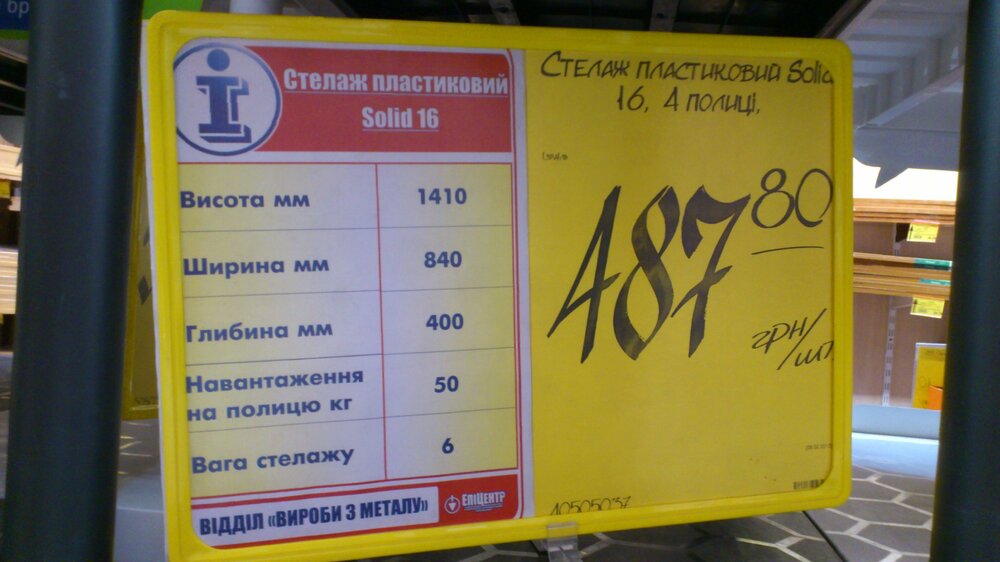 Стелаж пластиковий
Solid 16
Висота мм 1410
Ширина мм 840
Глибина мм 400
Навантаження
на полицю кг 50
Вага стелажу 6
ВІДДІЛ «ВИРОБИ З МЕТАЛУ»
ЕПІЦЕНТР
Стелаж пластиковий Solid
16, 4 полиці,
487 80
грн/шт
10505037